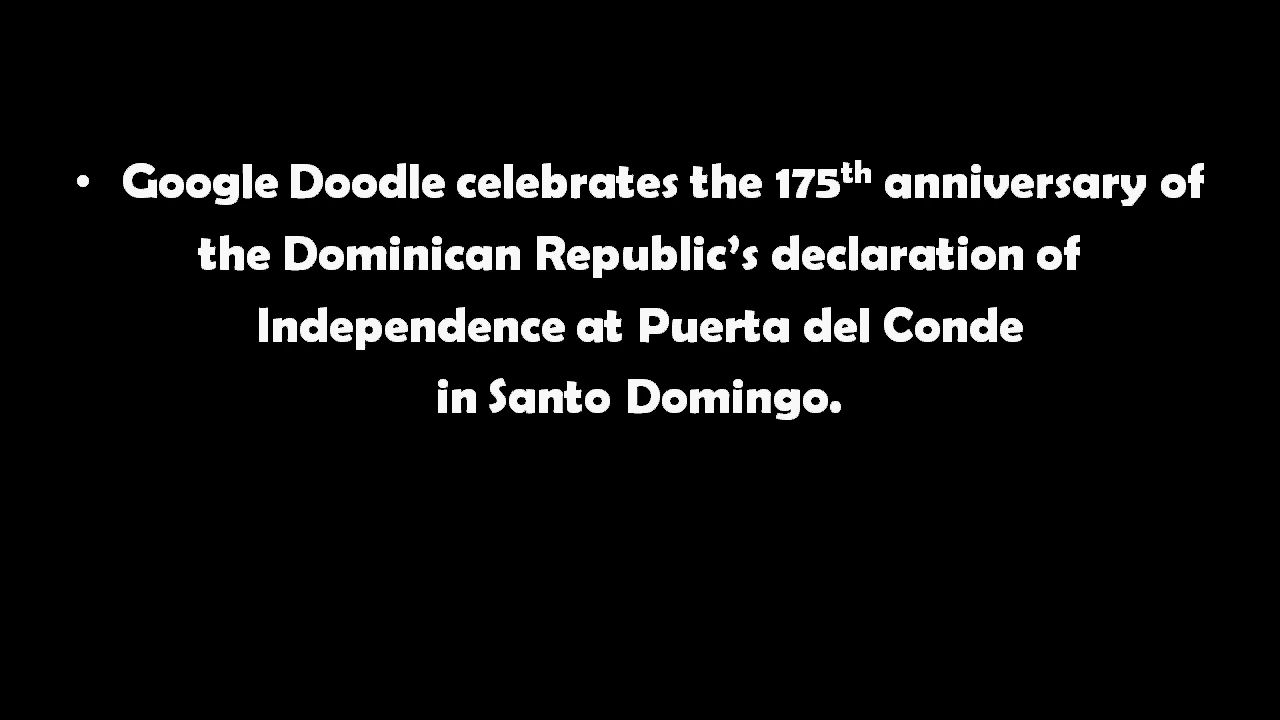 • Google Doodle celebrates the 175th anniversary of
the Dominican Republic’s declaration of
Independence at Puerta del Conde
in Santo Domingo.